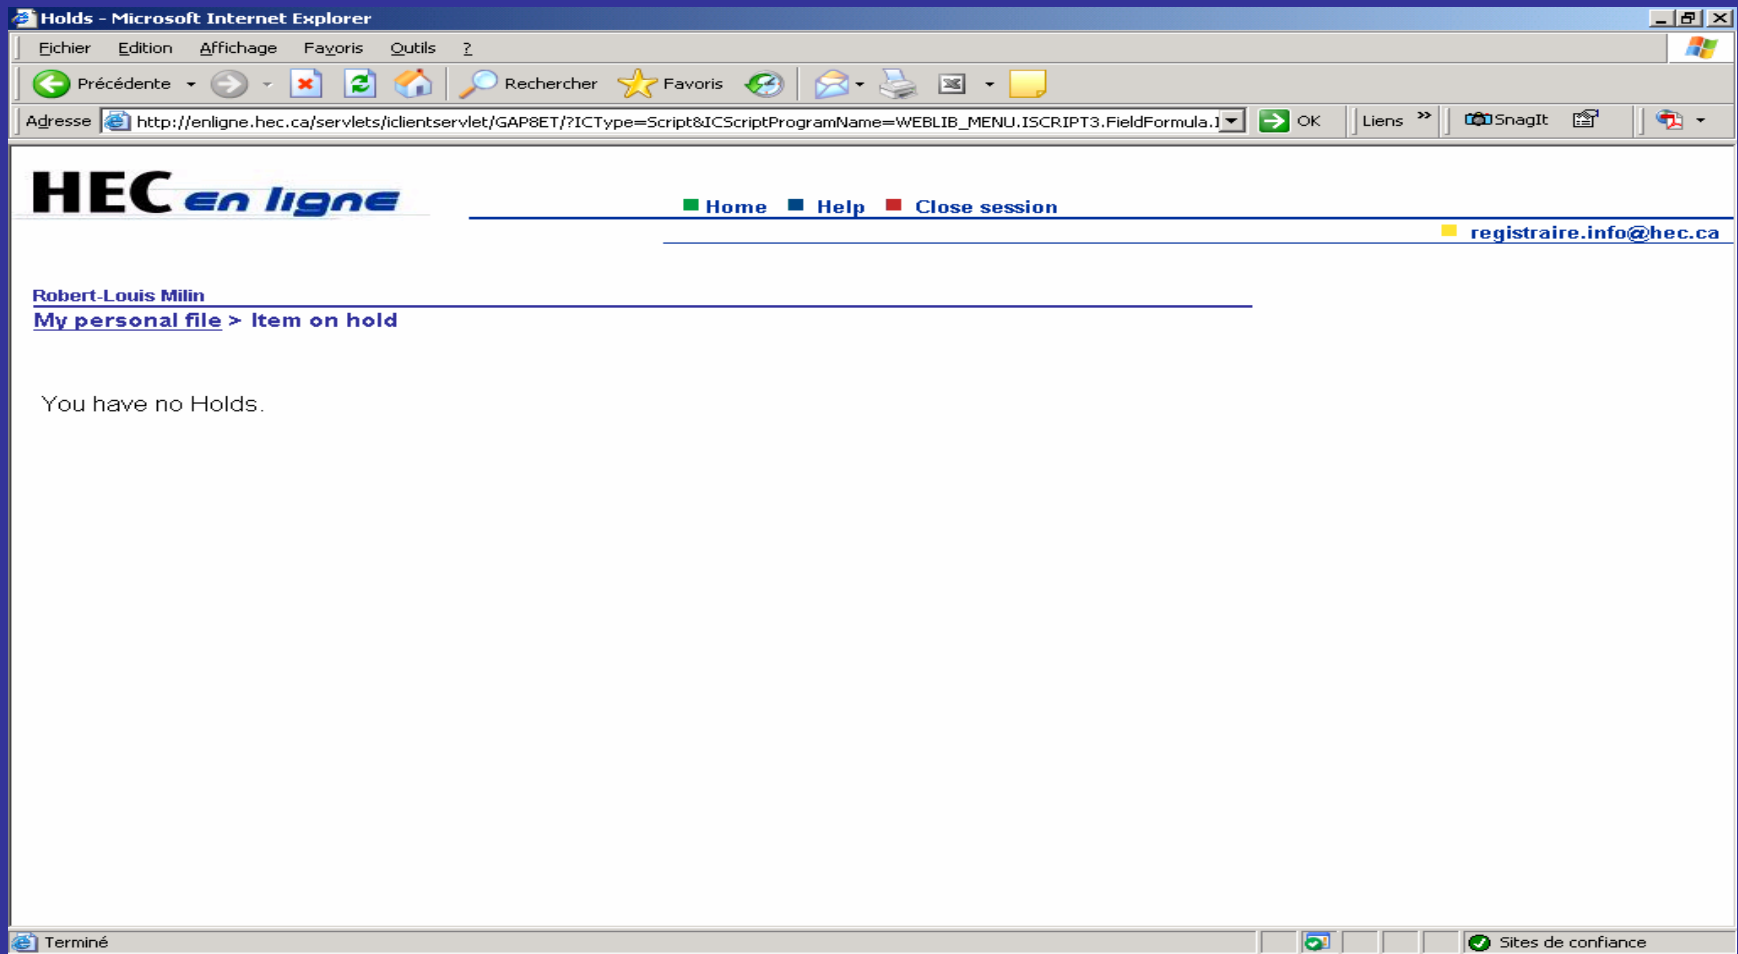 Holds - Microsoft Internet Explorer
Fichier Edition Affichage Favoris Outils ?
Précédente Rechercher Favoris
Adresse http://enligne.hec.ca/servlets/iclientservlet/GAP8ET/?ICType=Script&ICScriptProgramName=WEBLIB_MENU.ISCRIPT3.FieldFormula.I OK Liens » SnagIt
HEC en ligne
Home Help Close session
registraire.info@hec.ca
Robert-Louis Milin
My personal file > Item on hold
You have no Holds.
Terminé Sites de confiance